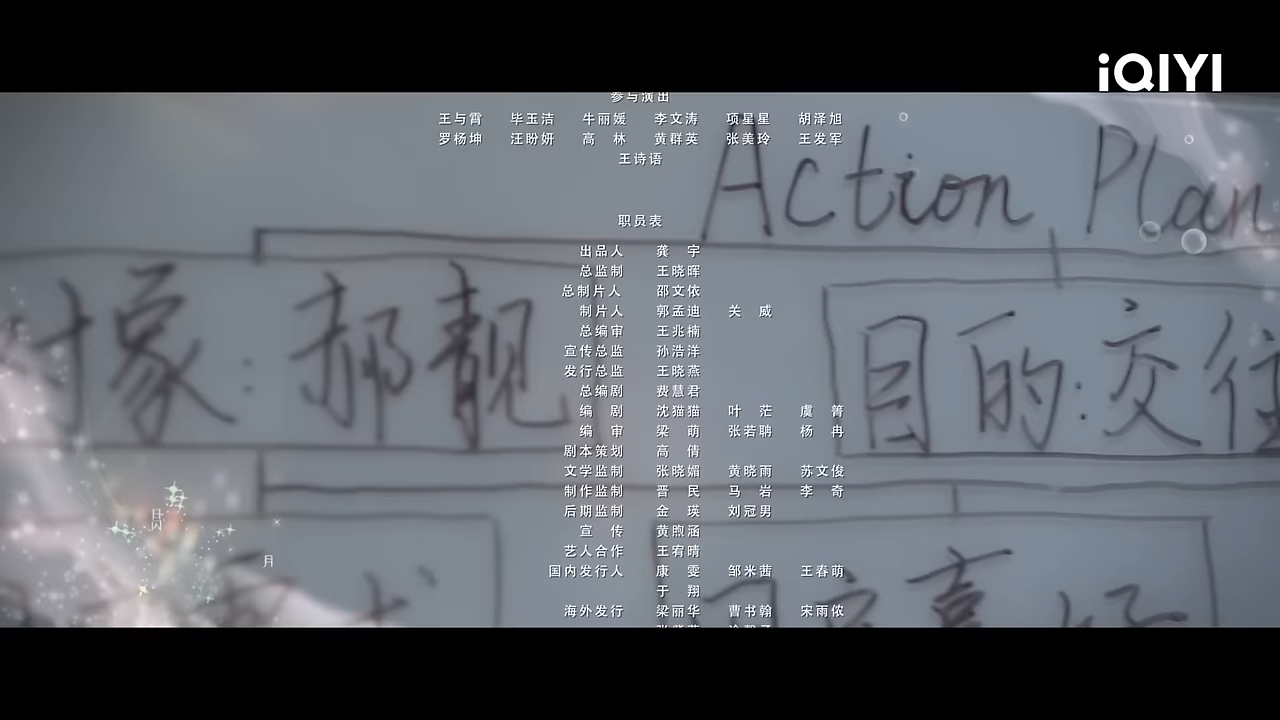 iQIYI
参与演出
王与霄 毕玉洁 牛丽媛 李文涛 项星星 胡泽旭
罗杨坤 汪盼妍 高 林 黄群英 张美玲 王发军
王诗语
Action Plan
职员表
出品人 龚 宇
总监制 王晓晖
总制片人 邵文依
制片人 郭孟迪 关 威
总编审 王兆楠
宣传总监 孙浩洋
发行总监 王晓燕
总编剧 费慧君
编 剧 沈猫猫 叶 茫 虞 箐
编 审 梁 萌 张若聃 杨 冉
剧本策划 高 倩
文学监制 张晓媚 黄晓雨 苏文俊
制作监制 晋 民 马 岩 李 奇
后期监制 金 瑛 刘冠男
宣 传 黄煦涵
艺人合作 王宥晴
国内发行人 康 雯 邹米茜 王春萌
于 翔
海外发行 梁丽华 曹书翰 宋雨侬
对象:郝靓
目的:交往
月